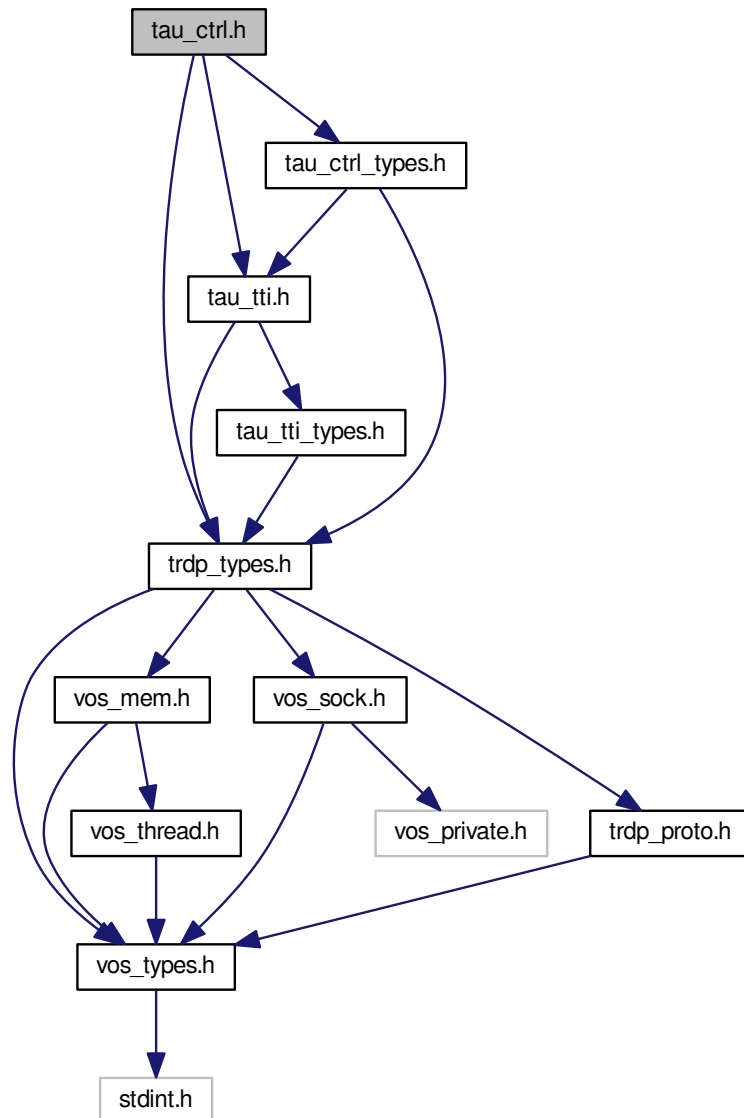 tau_ctrl.h
tau_ctrl_types.h
tau_tti.h
tau_tti_types.h
trdp_types.h
vos_mem.h
vos_sock.h
vos_thread.h
vos_private.h
trdp_proto.h
vos_types.h
stdint.h